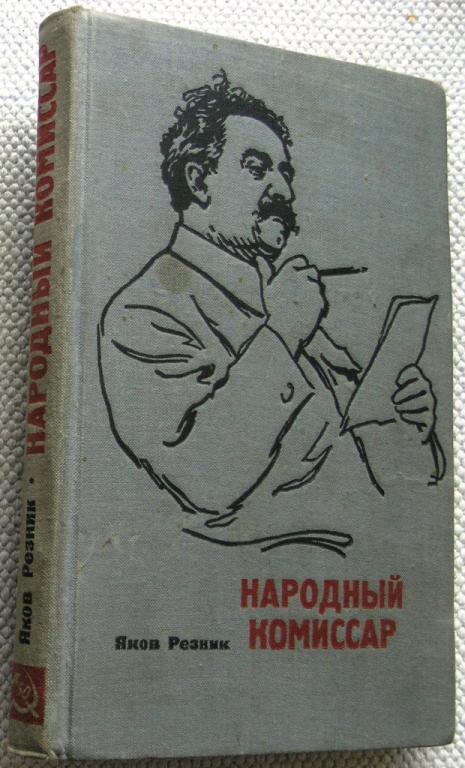 НАРОДНЫЙ
КОМИССАР
Яков Резник
Яков Резник • НАРОДНЫЙ КОМИССАР